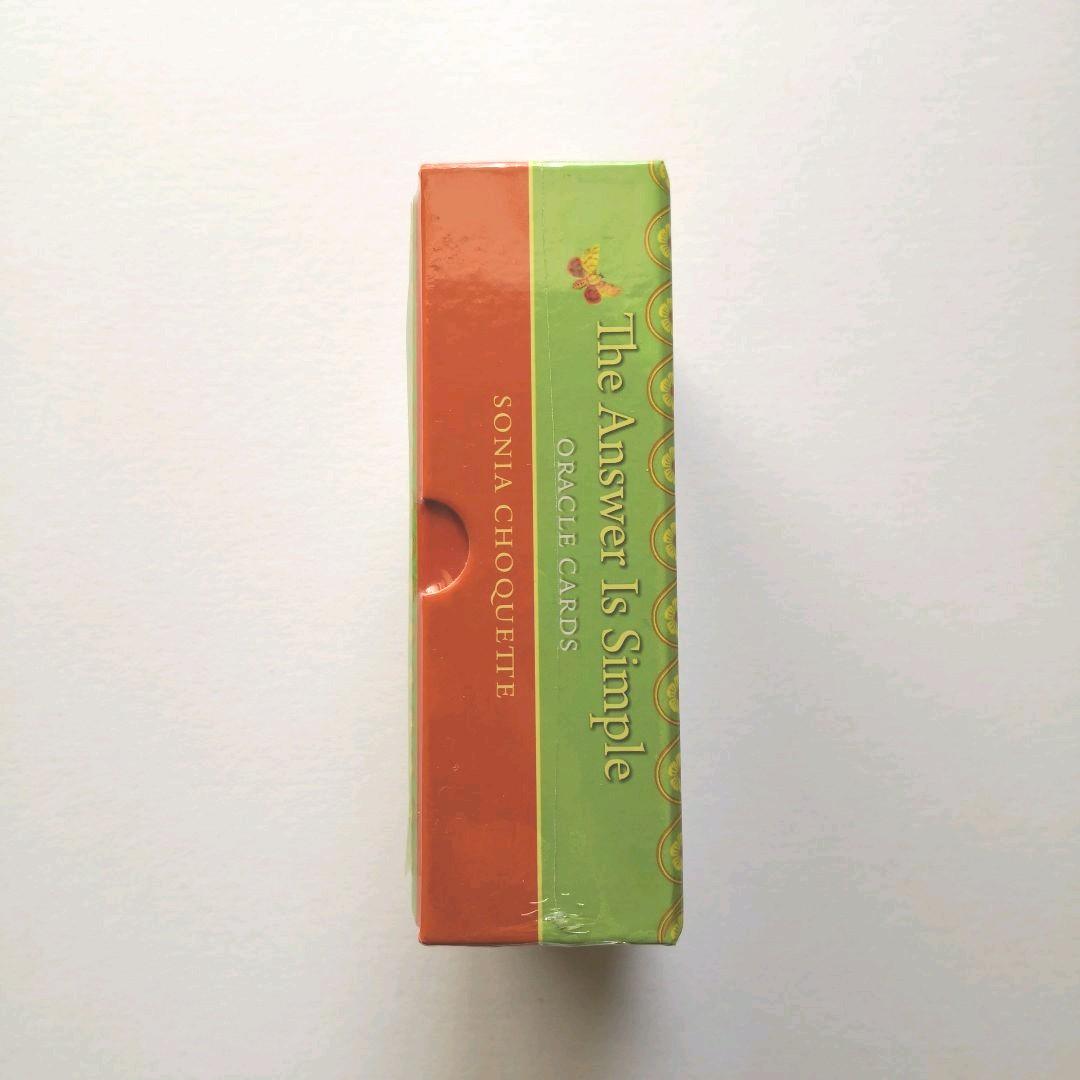 The Answer Is Simple
ORACLE CARDS
SONIA CHOQUETTE